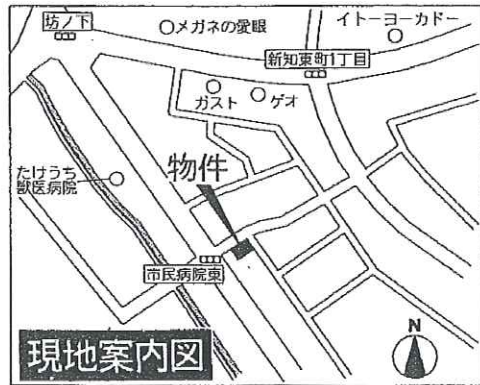 坊ノ下
メガネの愛眼
イトーヨーカドー
新知東町1丁目
ガスト
ゲオ
たけうち
獣医病院
物件
市民病院東
現地案内図
N